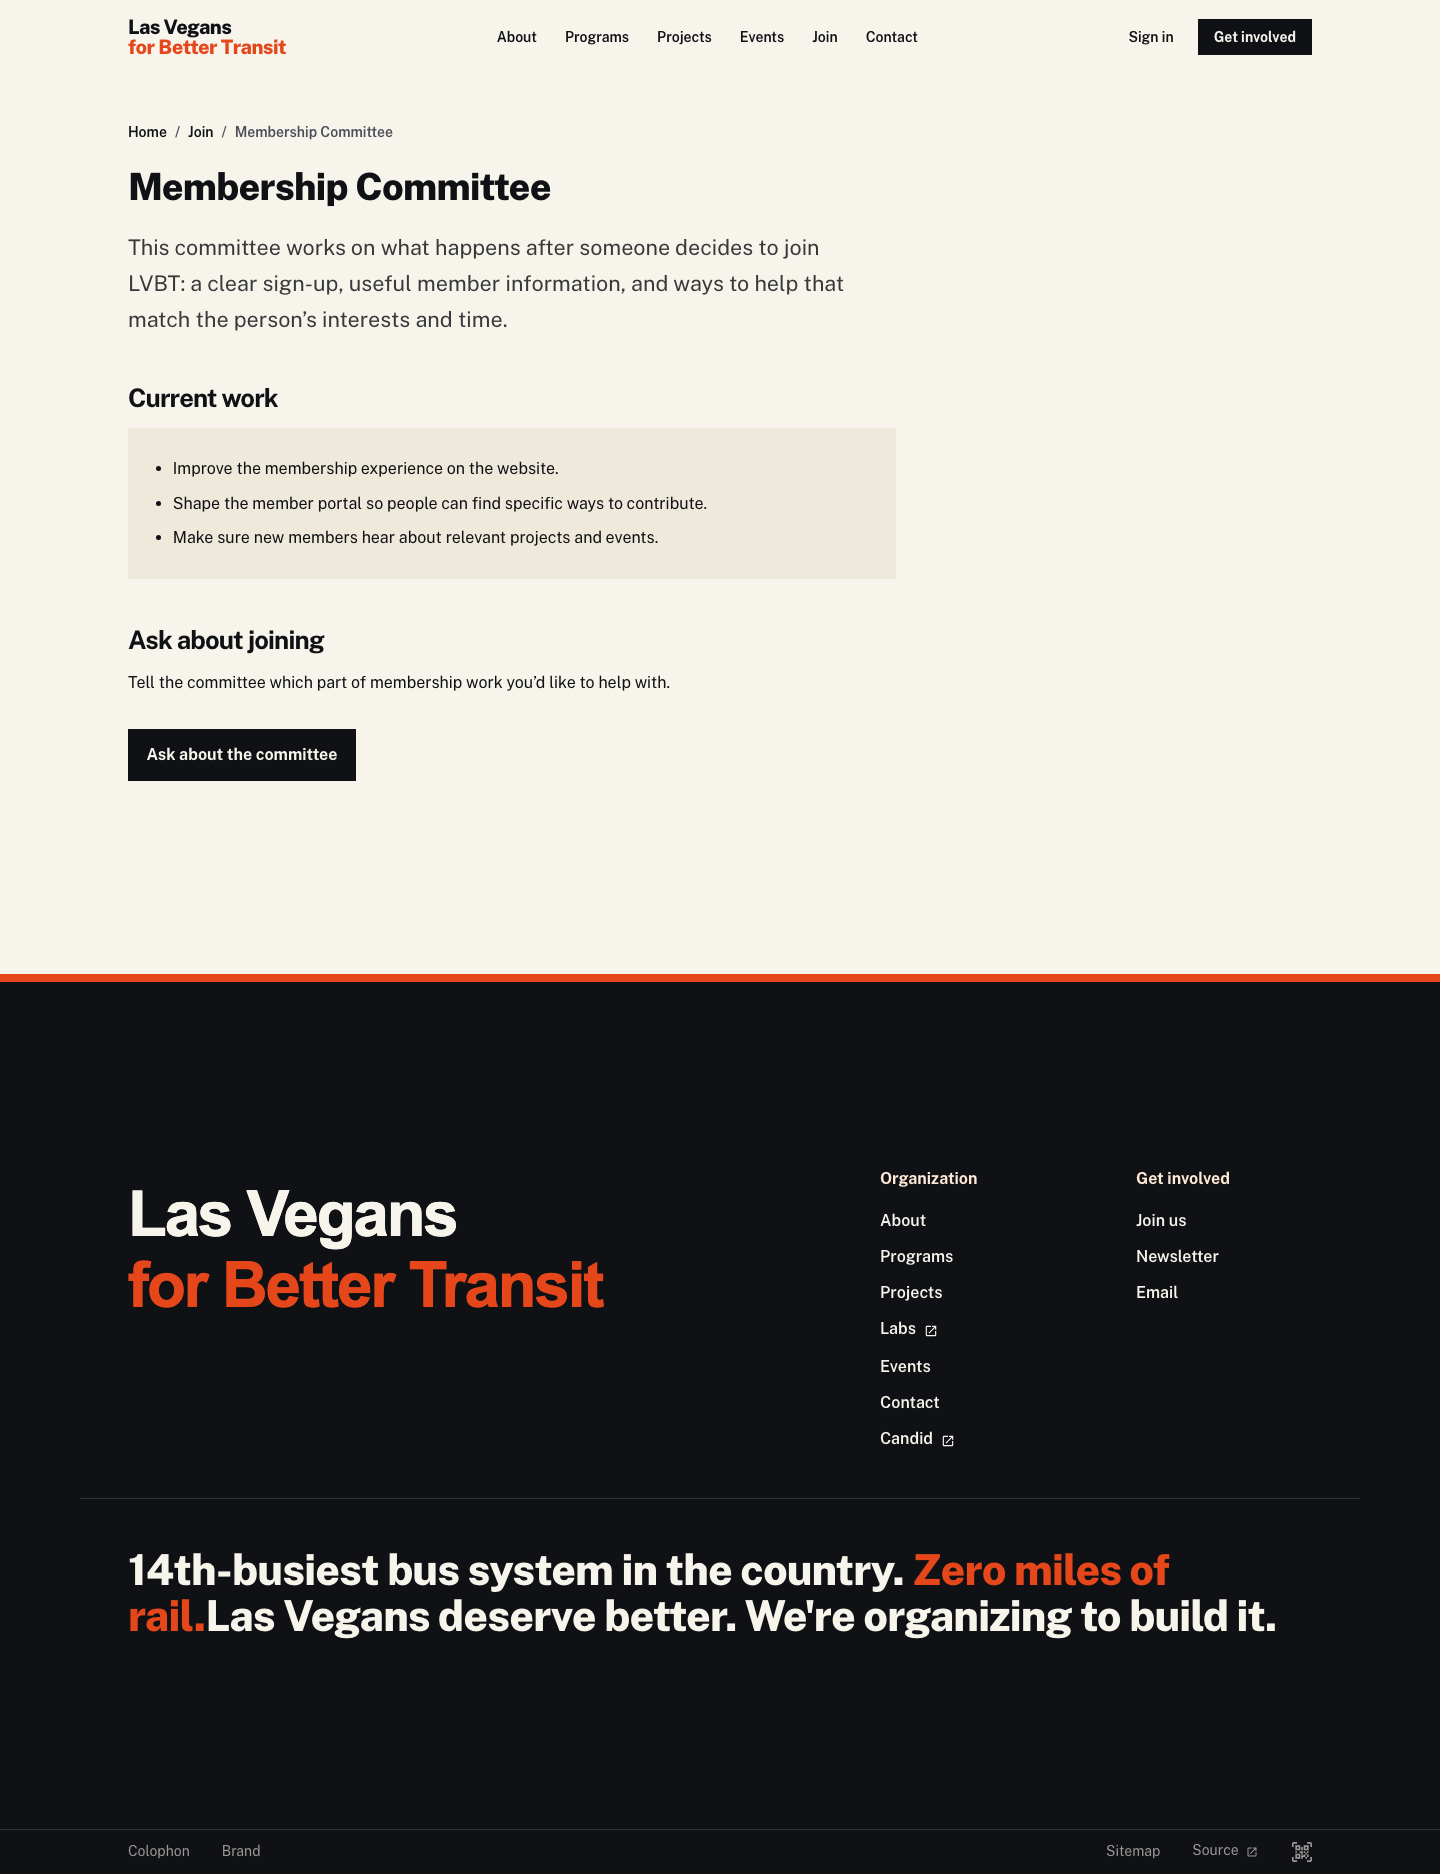 Las Vegans
for Better Transit
About Programs Projects Events Join Contact
Sign in Get involved
Home / Join / Membership Committee
Membership Committee
This committee works on what happens after someone decides to join
LVBT: a clear sign-up, useful member information, and ways to help that
match the person’s interests and time.
Current work
• Improve the membership experience on the website.
• Shape the member portal so people can find specific ways to contribute.
• Make sure new members hear about relevant projects and events.
Ask about joining
Tell the committee which part of membership work you’d like to help with.
Ask about the committee
Las Vegans
for Better Transit
Organization
About
Programs
Projects
Labs
Events
Contact
Candid
Get involved
Join us
Newsletter
Email
14th-busiest bus system in the country. Zero miles of
rail.Las Vegans deserve better. We're organizing to build it.
Colophon Brand
Sitemap Source